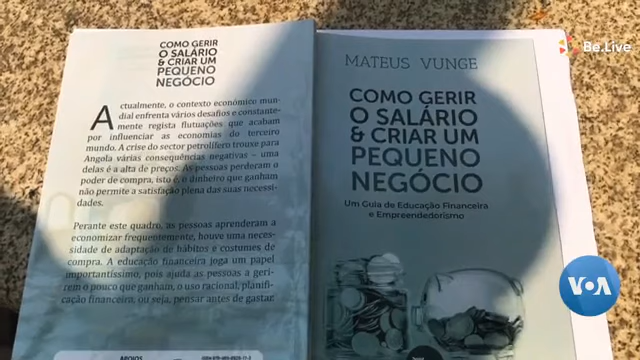 Be.Live
COMO GERIR
O SALÁRIO
& CRIAR UM
PEQUENO
NEGÓCIO
Actualmente, o contexto económico mun-
dial enfrenta vários desafios e constante-
mente regista flutuações que acabam
por influenciar as economias do terceiro
mundo. A crise do sector petrolífero trouxe para
Angola várias consequências negativas – uma
delas é a alta de preços. As pessoas perderam o
poder de compra, isto é, o dinheiro que ganham
não permite a satisfação plena das suas necessi-
dades.
Perante este quadro, as pessoas aprenderam a
economizar frequentemente, houve uma neces-
sidade de adaptação de hábitos e costumes de
compra. A educação financeira joga um papel
importantíssimo, pois ajuda as pessoas a geri-
rem o pouco que ganham, o uso racional, planifi-
cação financeira, ou seja, pensar antes de gastar.
APOIOS
MATEUS VUNGE
COMO GERIR
O SALÁRIO
& CRIAR UM
PEQUENO
NEGÓCIO
Um Guia de Educação Financeira
e Empreendedorismo
VOA